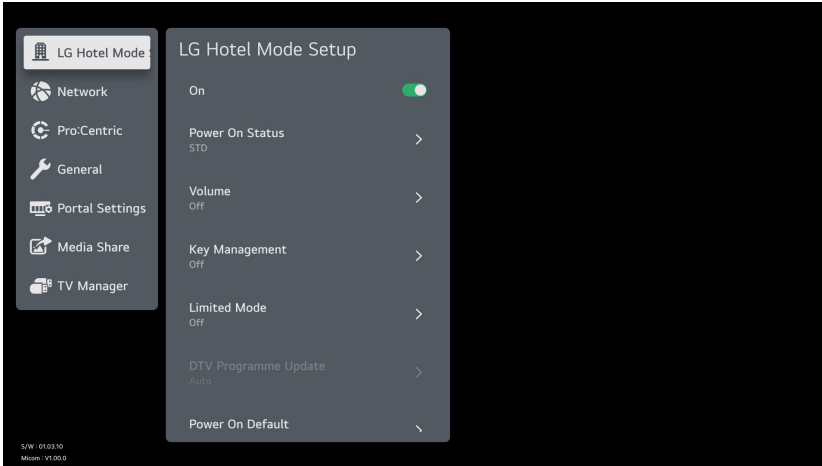 LG Hotel Mode
Network
Pro:Centric
General
Portal Settings
Media Share
TV Manager
LG Hotel Mode Setup
On
Power On Status
STD
Volume
Off
Key Management
Off
Limited Mode
Off
DTV Programme Update
Auto
Power On Default
S/W : 01.03.10
Micom : V1.00.0